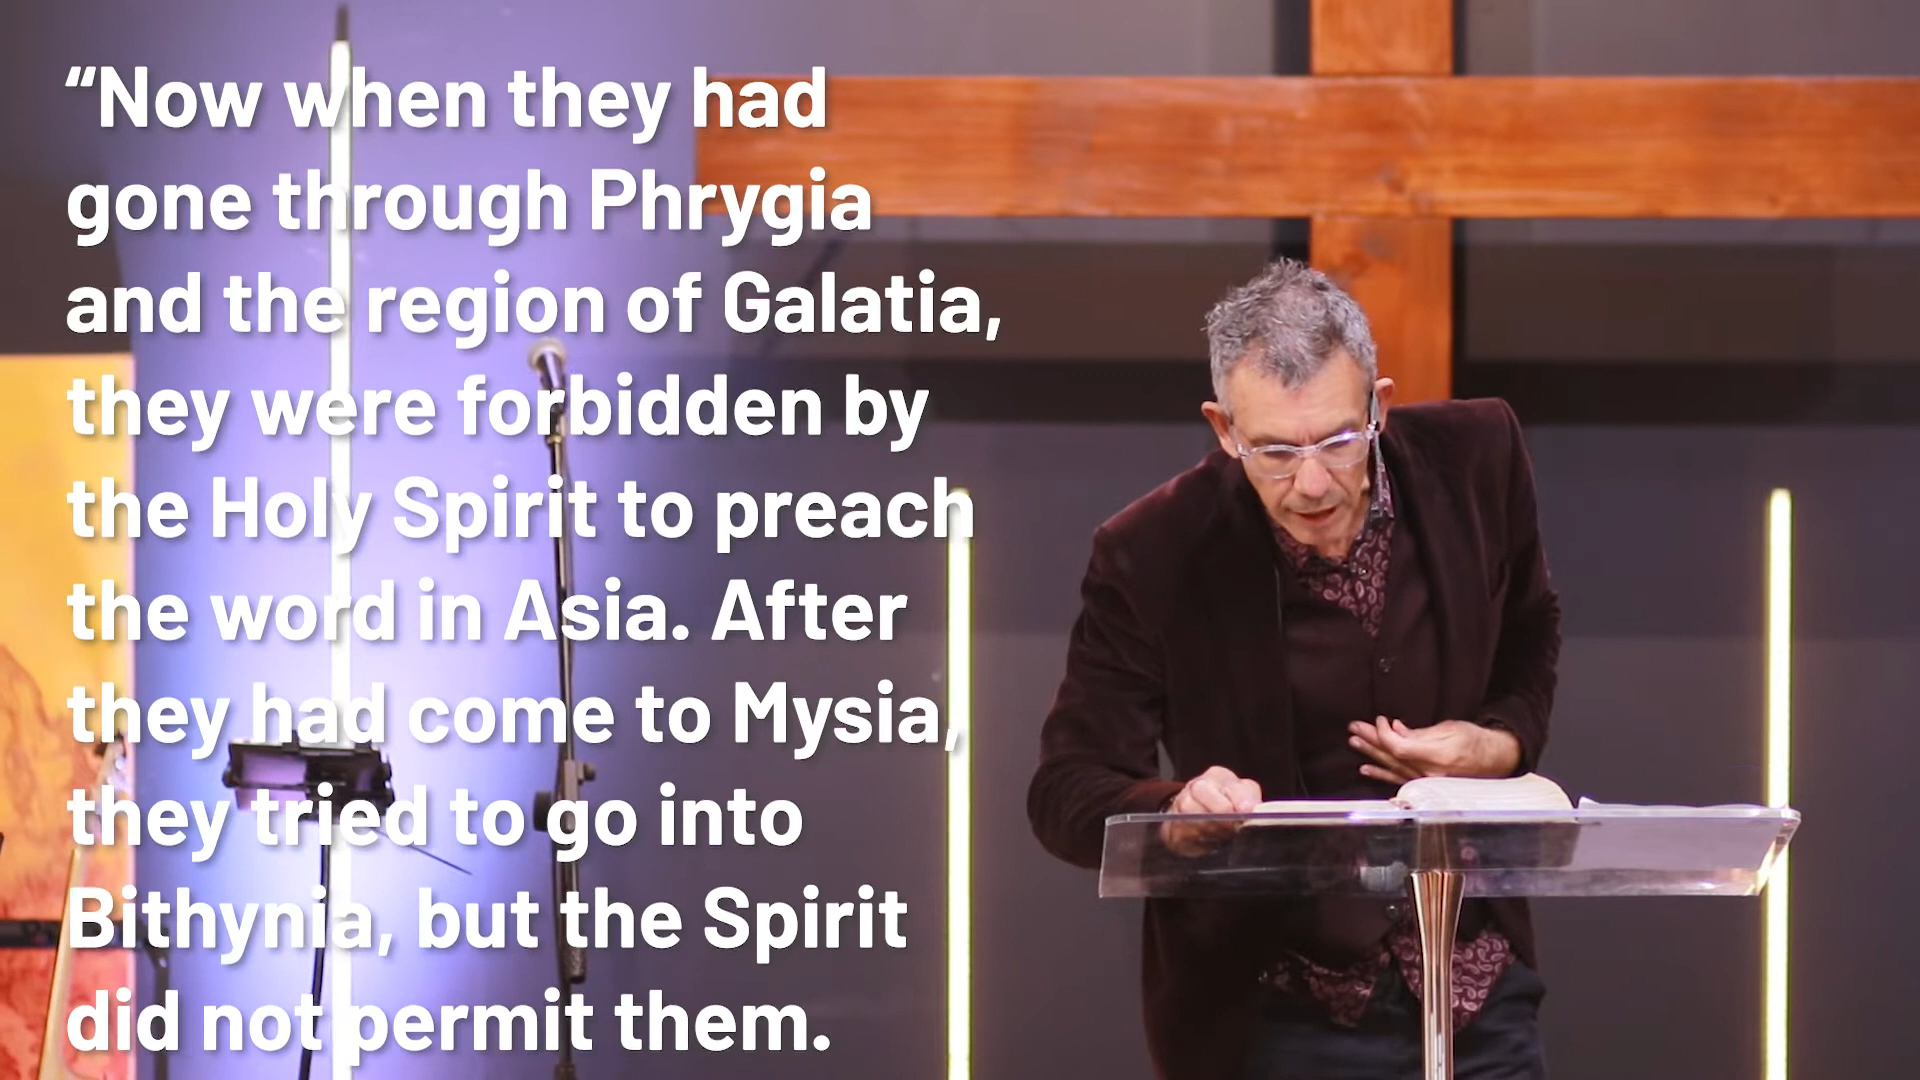 “Now when they had
gone through Phrygia
and the region of Galatia,
they were forbidden by
the Holy Spirit to preach
the word in Asia. After
they had come to Mysia,
they tried to go into
Bithynia, but the Spirit
did not permit them.